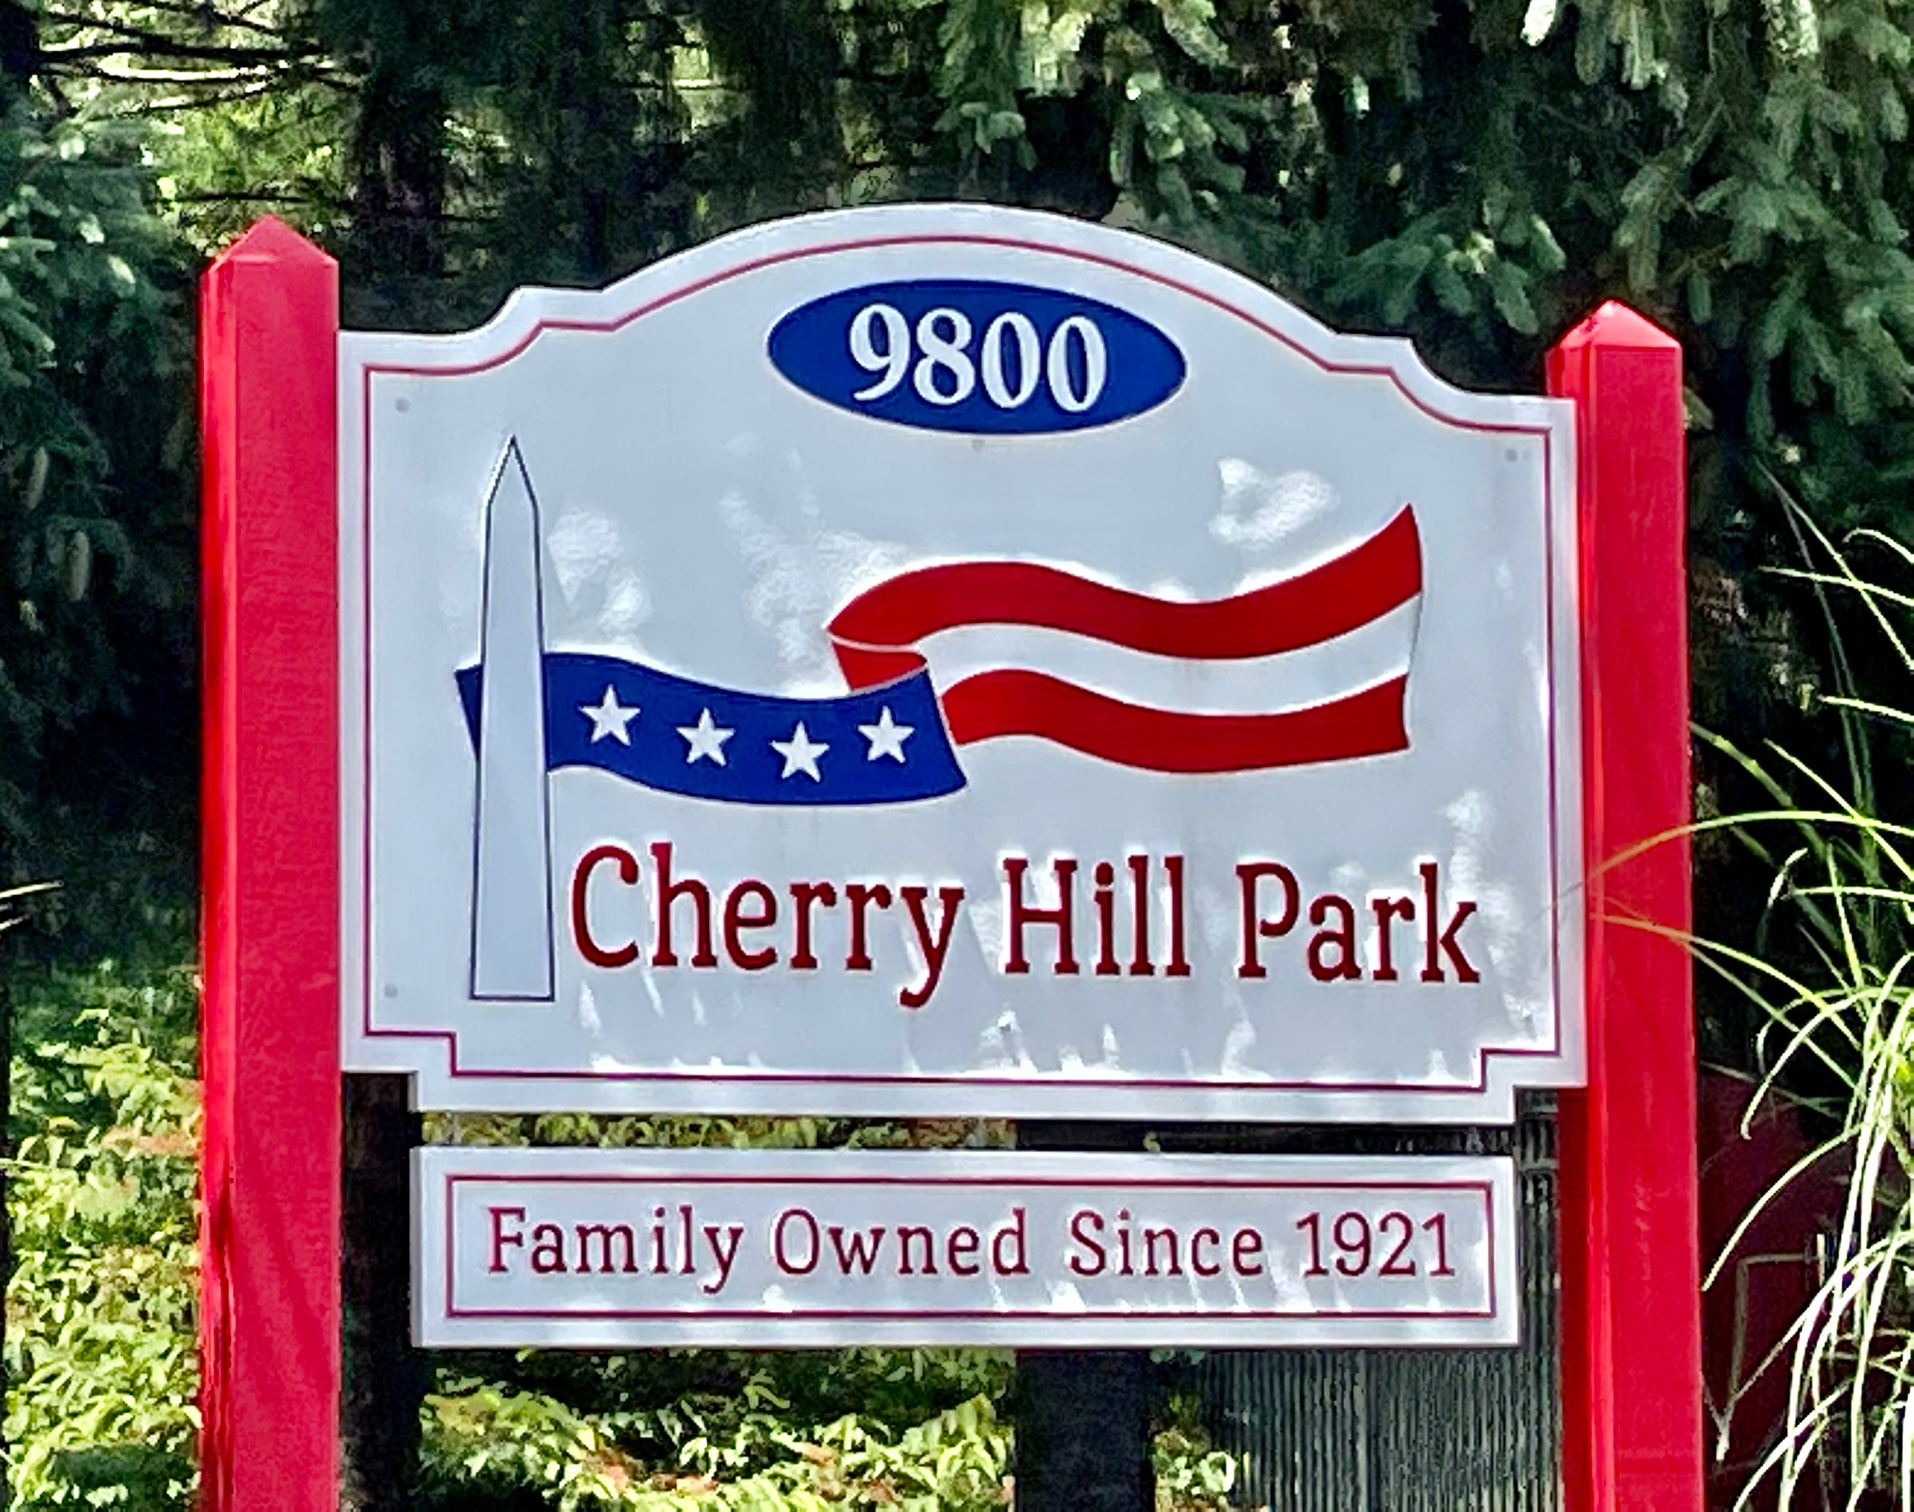 9800
Cherry Hill Park
Family Owned Since 1921